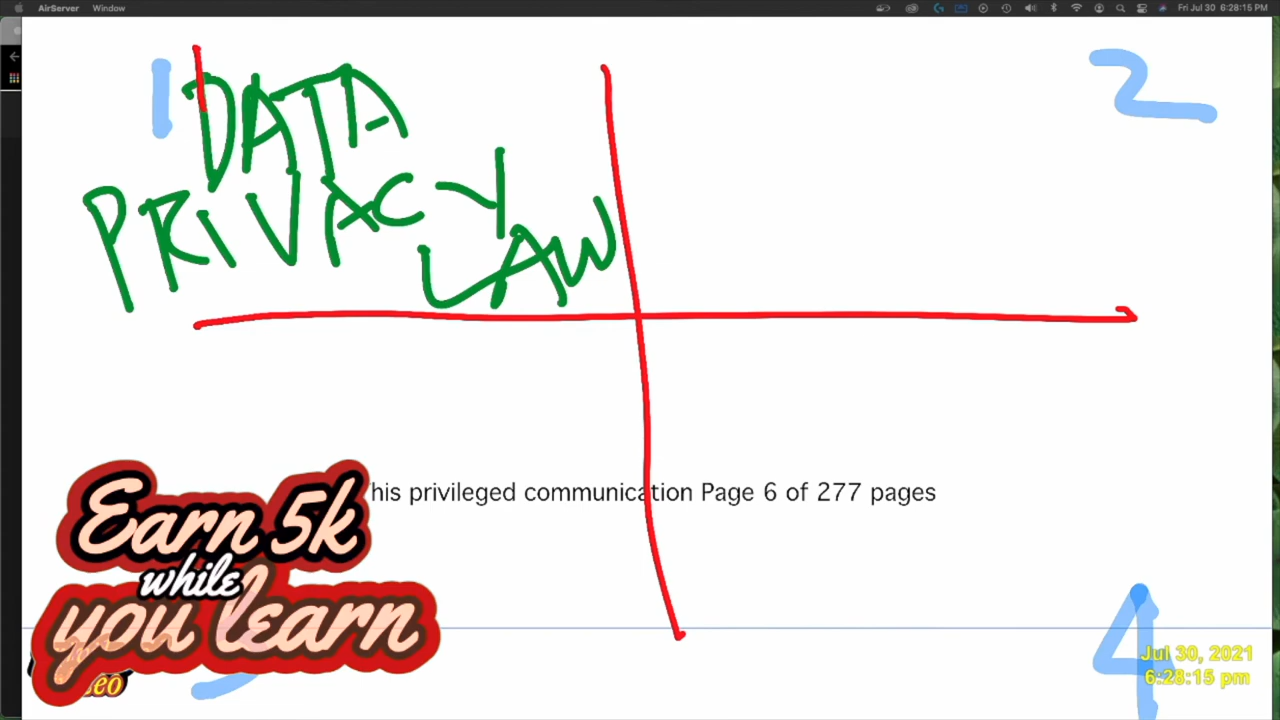 AirServer Window Fri Jul 30 6:28:15 PM
1 2
DATA
PRIVACY
LAW
his privileged communication Page 6 of 277 pages
Earn 5k
while
you learn
4
Jul 30, 2021
6:28:15 pm